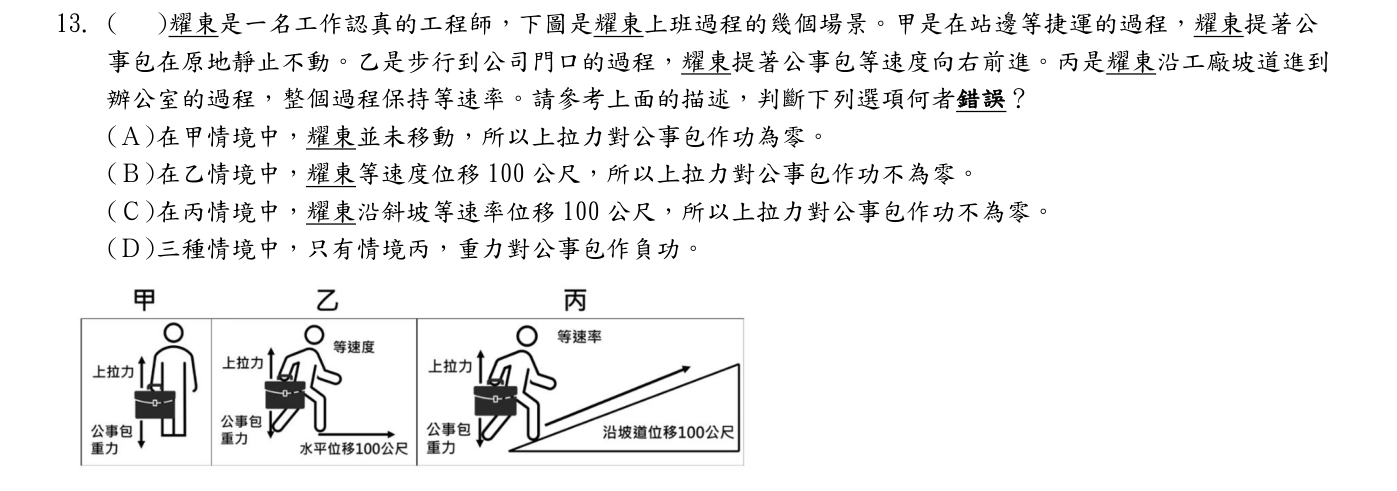 13. (　)耀東是一名工作認真的工程師，下圖是耀東上班過程的幾個場景。甲是在站邊等捷運的過程，耀東提著公
事包在原地靜止不動。乙是步行到公司門口的過程，耀東提著公事包等速度向右前進。丙是耀東沿工廠坡道進到
辦公室的過程，整個過程保持等速率。請參考上面的描述，判斷下列選項何者錯誤？
(A)在甲情境中，耀東並未移動，所以上拉力對公事包作功為零。
(B)在乙情境中，耀東等速度位移 100 公尺，所以上拉力對公事包作功不為零。
(C)在丙情境中，耀東沿斜坡等速率位移 100 公尺，所以上拉力對公事包作功不為零。
(D)三種情境中，只有情境丙，重力對公事包作負功。
甲
上拉力
公事包
重力
乙
等速度
上拉力
公事包
重力
水平位移100公尺
丙
等速率
上拉力
公事包
重力
沿坡道位移100公尺